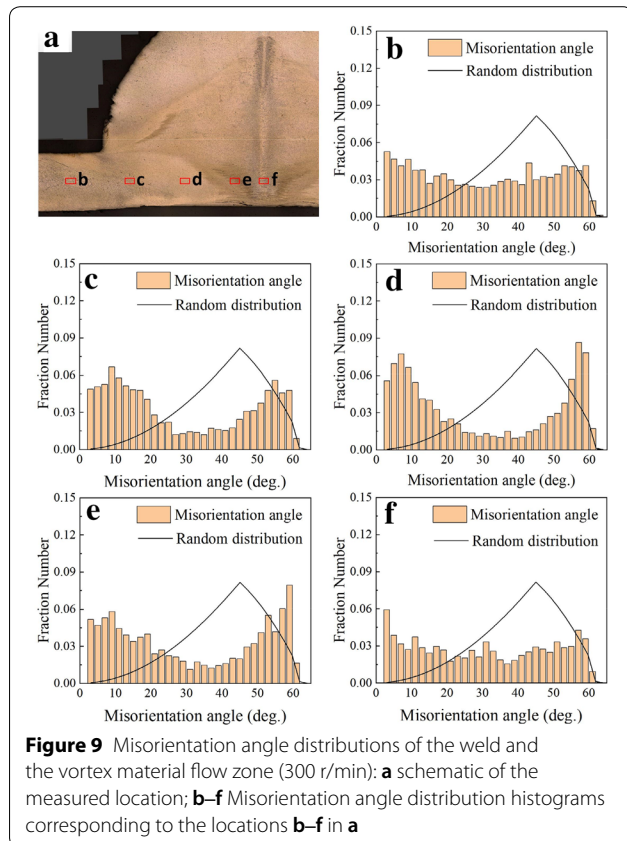 a
b c d e f
b
Misorientation angle
Random distribution
Fraction Number
0.15
0.12
0.09
0.06
0.03
0.00
0 10 20 30 40 50 60
Misorientation angle (deg.)
c
Misorientation angle
Random distribution
Fraction Number
0.15
0.12
0.09
0.06
0.03
0.00
0 10 20 30 40 50 60
Misorientation angle (deg.)
d
Misorientation angle
Random distribution
Fraction Number
0.15
0.12
0.09
0.06
0.03
0.00
0 10 20 30 40 50 60
Misorientation angle (deg.)
e
Misorientation angle
Random distribution
Fraction Number
0.15
0.12
0.09
0.06
0.03
0.00
0 10 20 30 40 50 60
Misorientation angle (deg.)
f
Misorientation angle
Random distribution
Fraction Number
0.15
0.12
0.09
0.06
0.03
0.00
0 10 20 30 40 50 60
Misorientation angle (deg.)
Figure 9 Misorientation angle distributions of the weld and
the vortex material flow zone (300 r/min): a schematic of the
measured location; b–f Misorientation angle distribution histograms
corresponding to the locations b–f in a